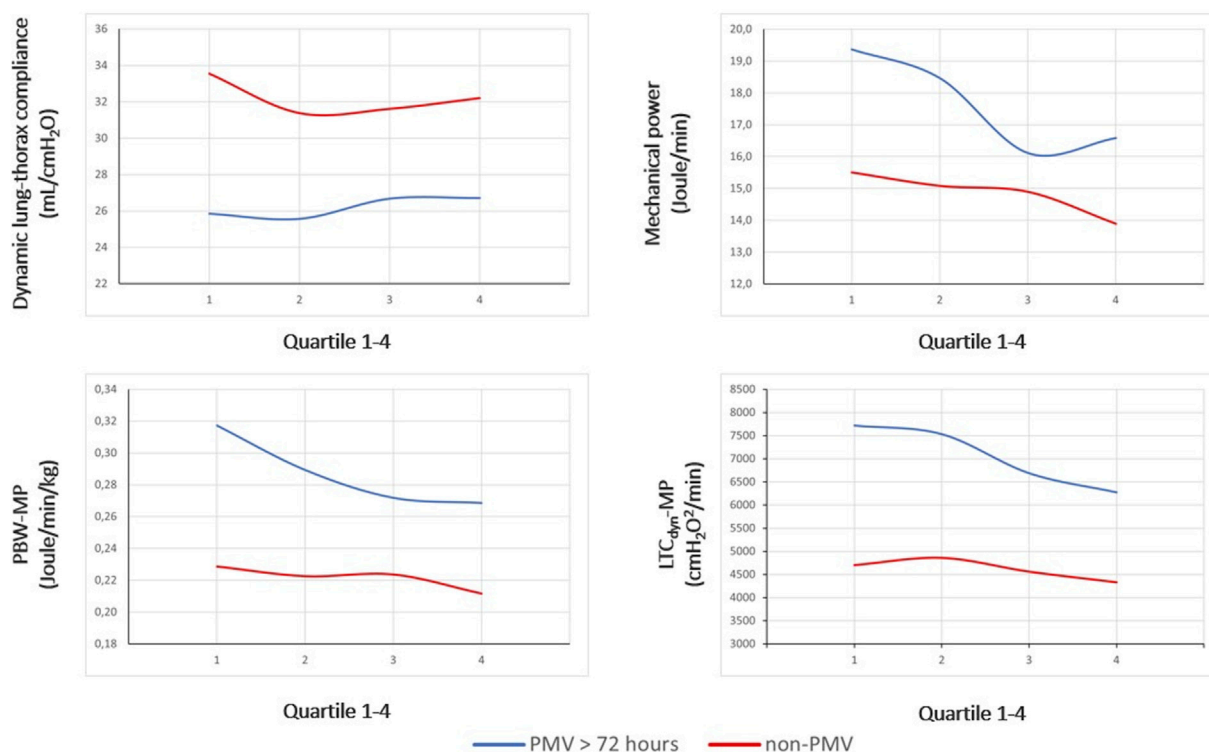 Dynamic lung-thorax compliance
(mL/cmH₂O)
36
34
32
30
28
26
24
22
1 2 3 4
Quartile 1-4
Mechanical power
(Joule/min)
20,0
19,0
18,0
17,0
16,0
15,0
14,0
13,0
12,0
1 2 3 4
Quartile 1-4
PBW-MP
(Joule/min/kg)
0,34
0,32
0,30
0,28
0,26
0,24
0,22
0,20
0,18
1 2 3 4
Quartile 1-4
LTCdyn-MP
(cmH₂O²/min)
8500
8000
7500
7000
6500
6000
5500
5000
4500
4000
3500
3000
1 2 3 4
Quartile 1-4
PMV > 72 hours non-PMV